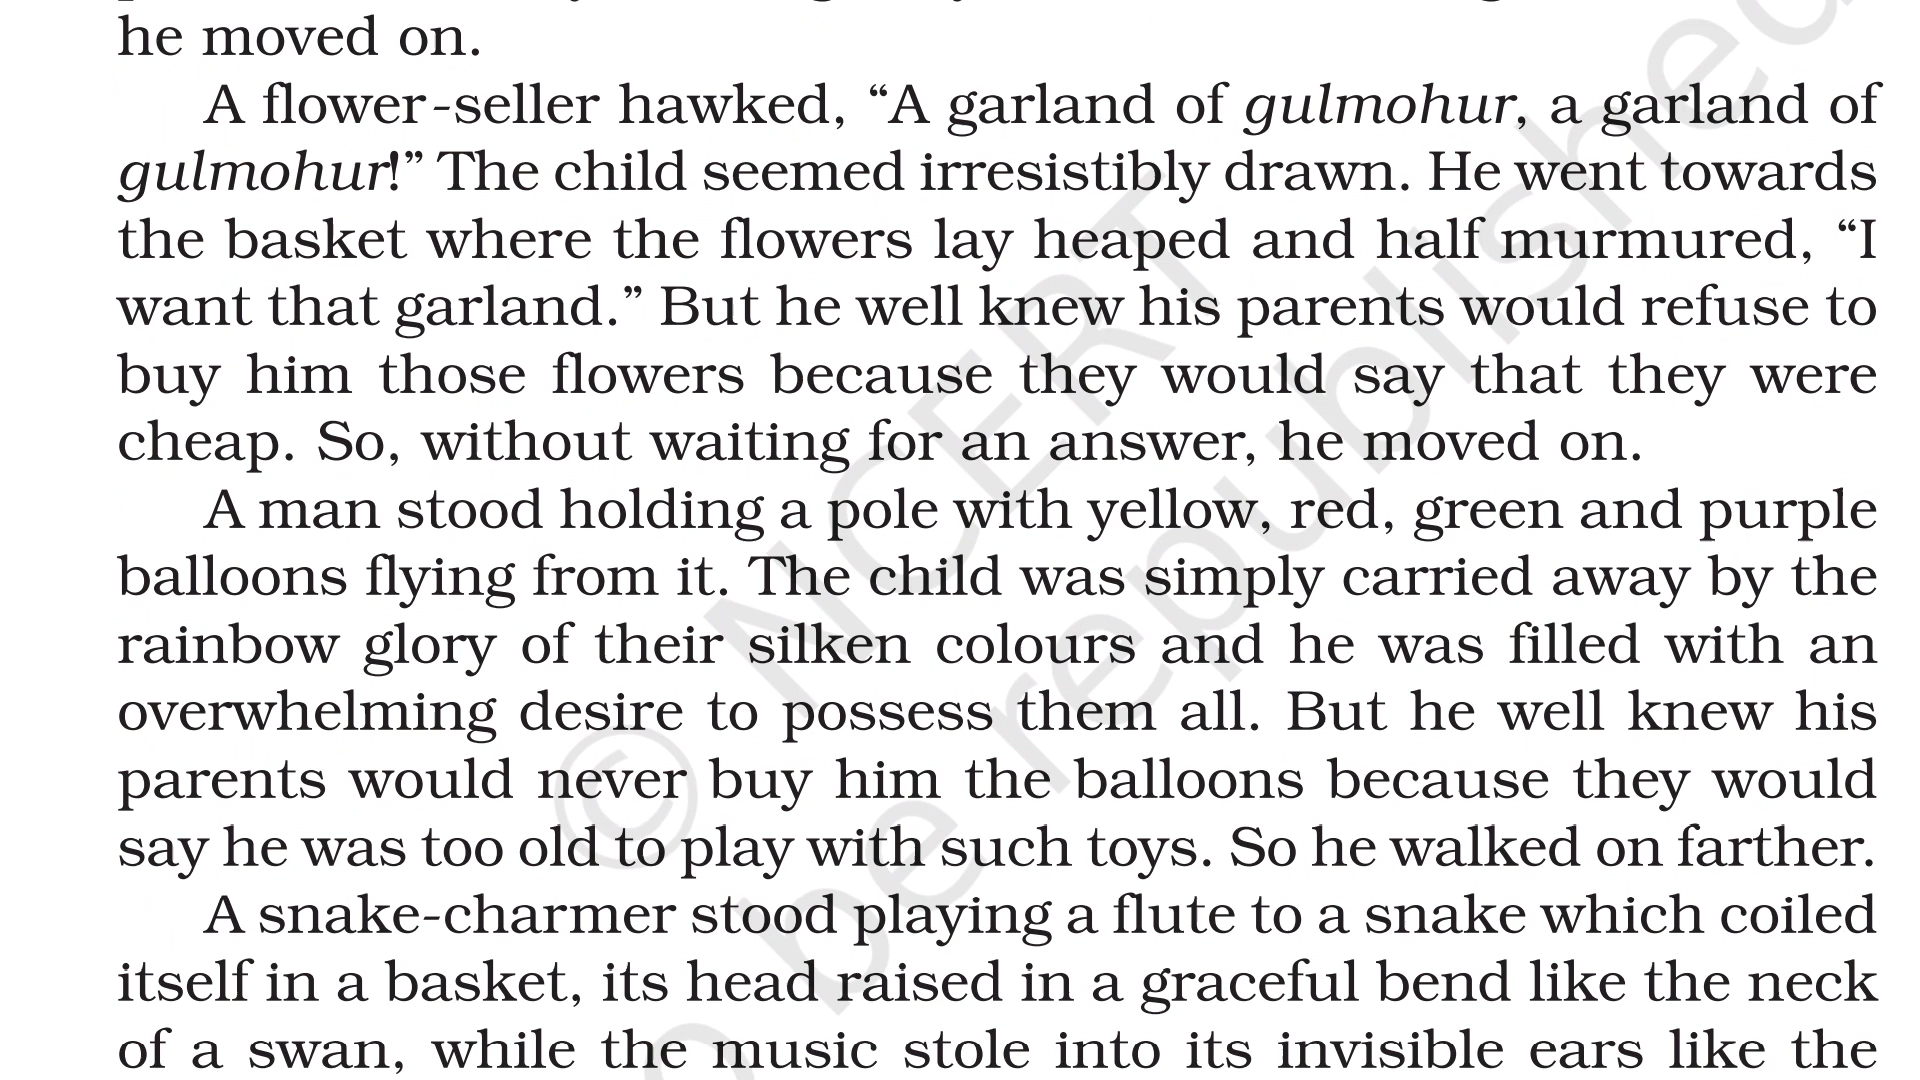 he moved on.
A flower-seller hawked, “A garland of gulmohur, a garland of
gulmohur!” The child seemed irresistibly drawn. He went towards
the basket where the flowers lay heaped and half murmured, “I
want that garland.” But he well knew his parents would refuse to
buy him those flowers because they would say that they were
cheap. So, without waiting for an answer, he moved on.
A man stood holding a pole with yellow, red, green and purple
balloons flying from it. The child was simply carried away by the
rainbow glory of their silken colours and he was filled with an
overwhelming desire to possess them all. But he well knew his
parents would never buy him the balloons because they would
say he was too old to play with such toys. So he walked on farther.
A snake-charmer stood playing a flute to a snake which coiled
itself in a basket, its head raised in a graceful bend like the neck
of a swan, while the music stole into its invisible ears like the
© NCERT
be republished